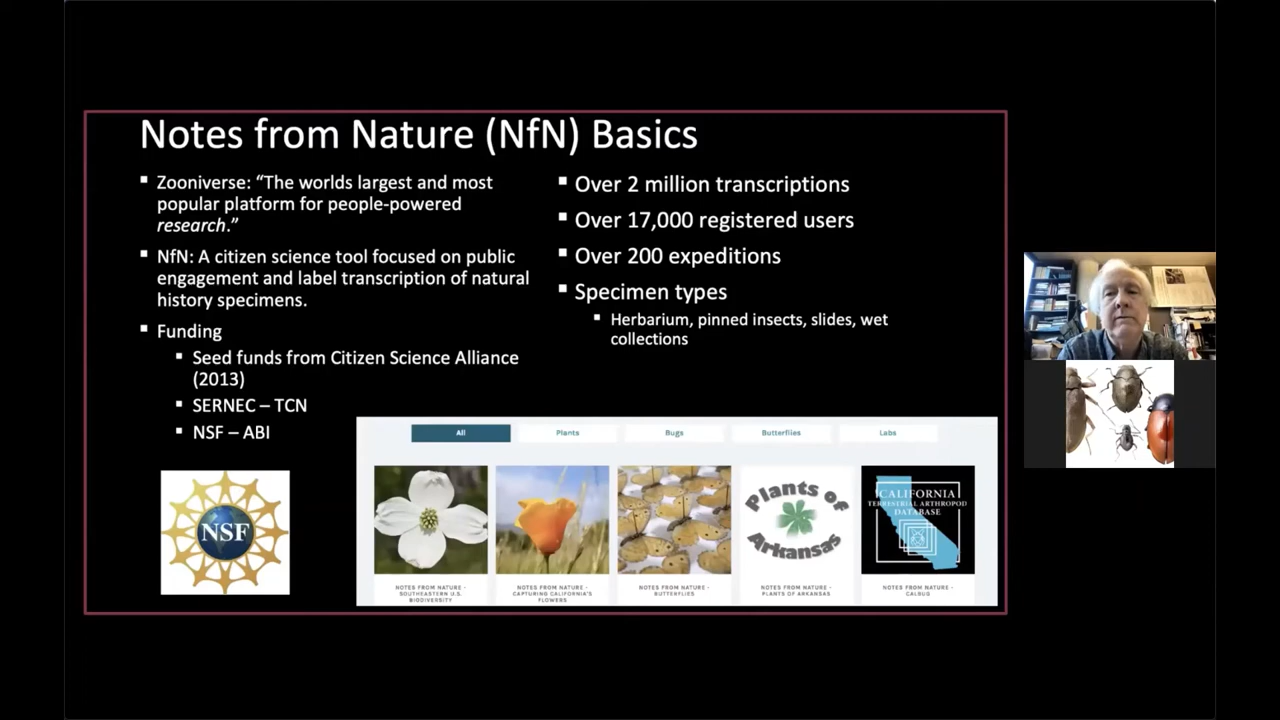 Notes from Nature (NfN) Basics
Zooniverse: “The worlds largest and most
popular platform for people-powered
research.”
NfN: A citizen science tool focused on public
engagement and label transcription of natural
history specimens.
Funding
Seed funds from Citizen Science Alliance
(2013)
SERNEC – TCN
NSF – ABI
Over 2 million transcriptions
Over 17,000 registered users
Over 200 expeditions
Specimen types
Herbarium, pinned insects, slides, wet
collections
NSF
All
Plants
Bugs
Butterflies
Labs
Plants of
Arkansas
CALIFORNIA
TERRESTRIAL ARTHROPOD
DATABASE
NOTES FROM NATURE -
SOUTHEASTERN U.S.
BIODIVERSITY
NOTES FROM NATURE -
CAPTURING CALIFORNIA'S
FLOWERS
NOTES FROM NATURE -
BUTTERFLIES
NOTES FROM NATURE -
PLANTS OF ARKANSAS
NOTES FROM NATURE -
CALBUG